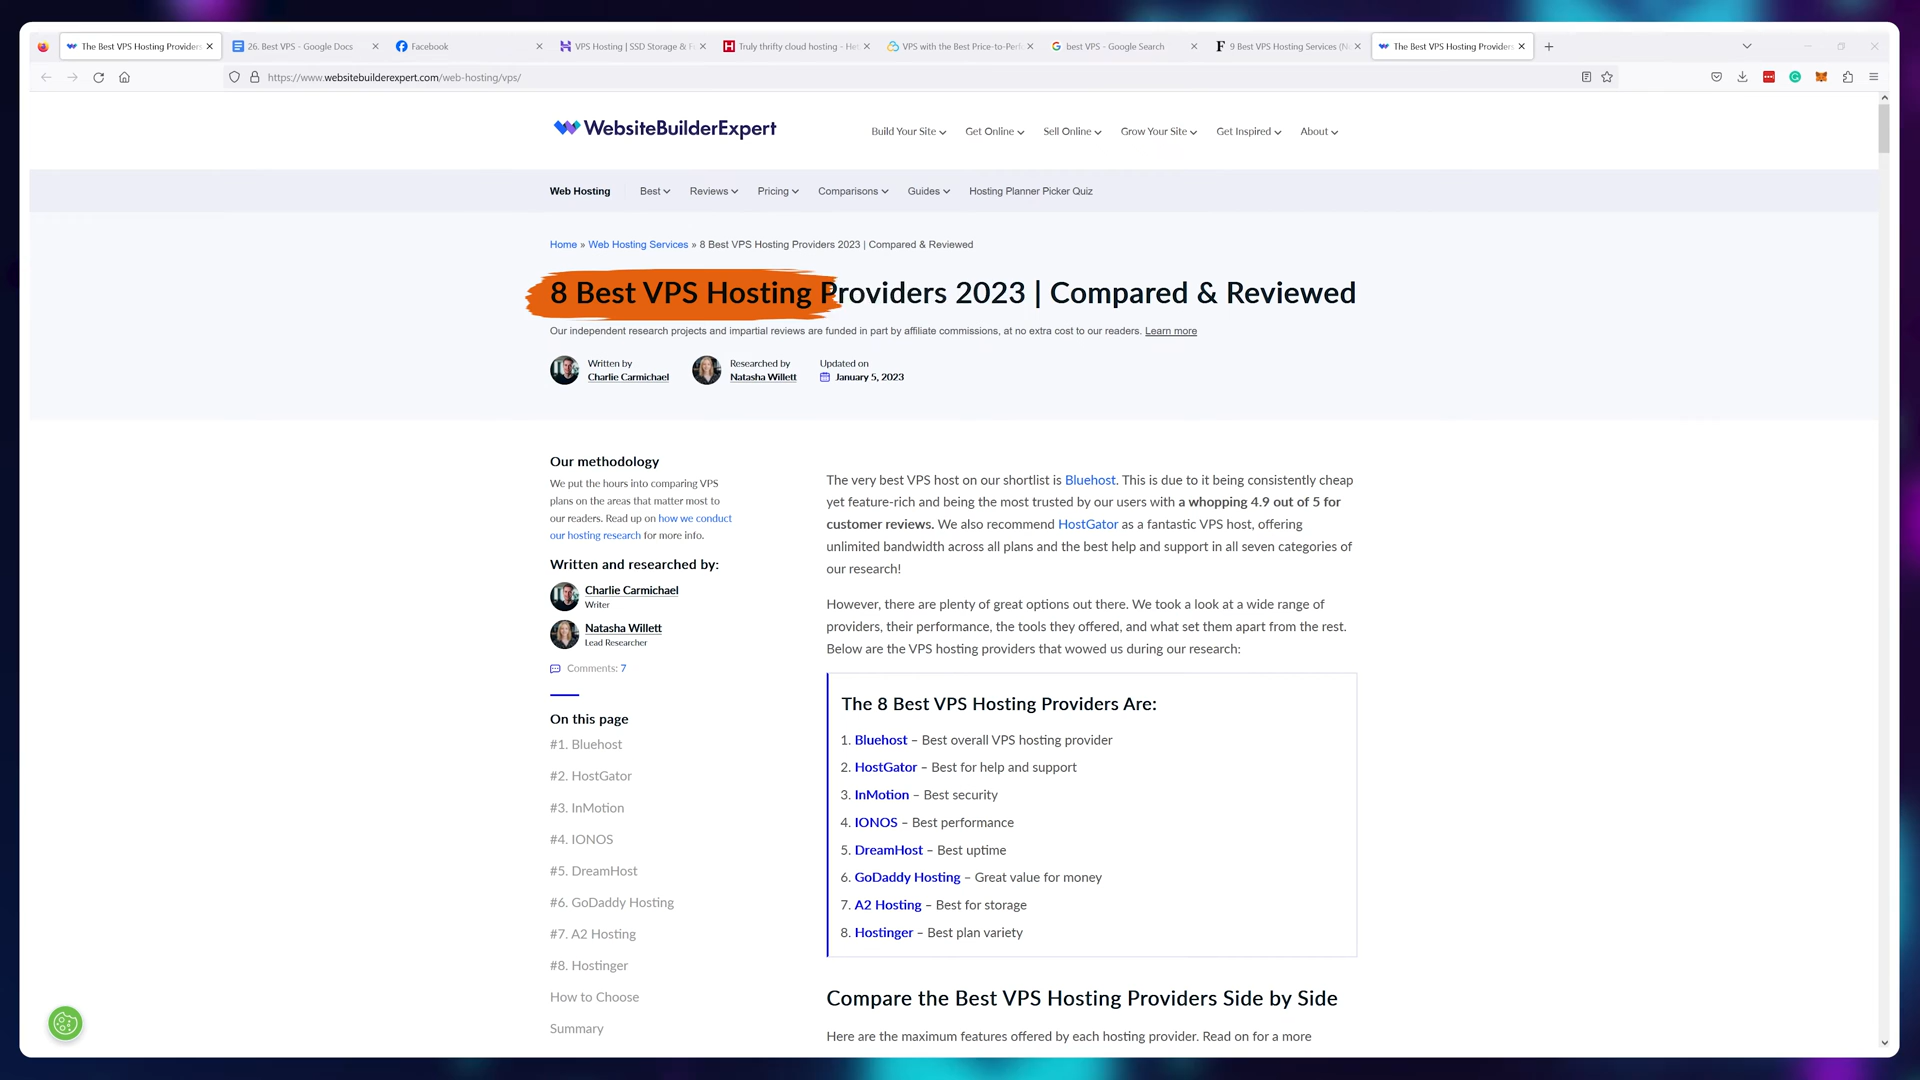 The Best VPS Hosting Providers
26. Best VPS - Google Docs
Facebook
VPS Hosting | SSD Storage & F
Truly thrifty cloud hosting - Het
VPS with the Best Price-to-Perf
best VPS - Google Search
9 Best VPS Hosting Services (N
The Best VPS Hosting Providers
https://www.websitebuilderexpert.com/web-hosting/vps/
WebsiteBuilderExpert
Build Your Site
Get Online
Sell Online
Grow Your Site
Get Inspired
About
Web Hosting
Best
Reviews
Pricing
Comparisons
Guides
Hosting Planner Picker Quiz
Home » Web Hosting Services » 8 Best VPS Hosting Providers 2023 | Compared & Reviewed
8 Best VPS Hosting Providers 2023 | Compared & Reviewed
Our independent research projects and impartial reviews are funded in part by affiliate commissions, at no extra cost to our readers. Learn more
Written by
Charlie Carmichael
Researched by
Natasha Willett
Updated on
January 5, 2023
Our methodology
We put the hours into comparing VPS
plans on the areas that matter most to
our readers. Read up on how we conduct
our hosting research for more info.
Written and researched by:
Charlie Carmichael
Writer
Natasha Willett
Lead Researcher
Comments: 7
On this page
#1. Bluehost
#2. HostGator
#3. InMotion
#4. IONOS
#5. DreamHost
#6. GoDaddy Hosting
#7. A2 Hosting
#8. Hostinger
How to Choose
Summary
The very best VPS host on our shortlist is Bluehost. This is due to it being consistently cheap
yet feature-rich and being the most trusted by our users with a whopping 4.9 out of 5 for
customer reviews. We also recommend HostGator as a fantastic VPS host, offering
unlimited bandwidth across all plans and the best help and support in all seven categories of
our research!
However, there are plenty of great options out there. We took a look at a wide range of
providers, their performance, the tools they offered, and what set them apart from the rest.
Below are the VPS hosting providers that wowed us during our research:
The 8 Best VPS Hosting Providers Are:
1. Bluehost – Best overall VPS hosting provider
2. HostGator – Best for help and support
3. InMotion – Best security
4. IONOS – Best performance
5. DreamHost – Best uptime
6. GoDaddy Hosting – Great value for money
7. A2 Hosting – Best for storage
8. Hostinger – Best plan variety
Compare the Best VPS Hosting Providers Side by Side
Here are the maximum features offered by each hosting provider. Read on for a more